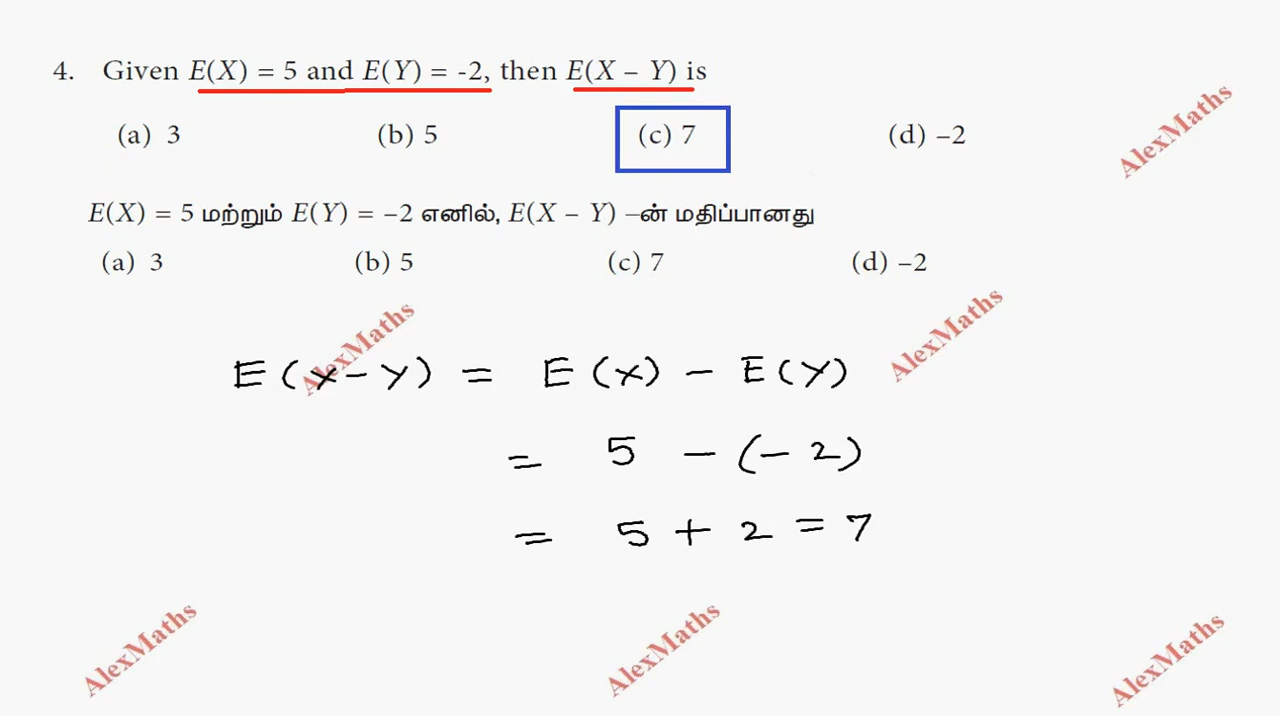 4. Given E(X) = 5 and E(Y) = -2, then E(X – Y) is
(a) 3 (b) 5 (c) 7 (d) –2
AlexMaths
E(X) = 5 மற்றும் E(Y) = –2 எனில், E(X – Y) –ன் மதிப்பானது
(a) 3 (b) 5 (c) 7 (d) –2
AlexMaths
AlexMaths
E(X-Y) = E(X) - E(Y)
= 5 - (-2)
= 5 + 2 = 7
AlexMaths
AlexMaths
AlexMaths